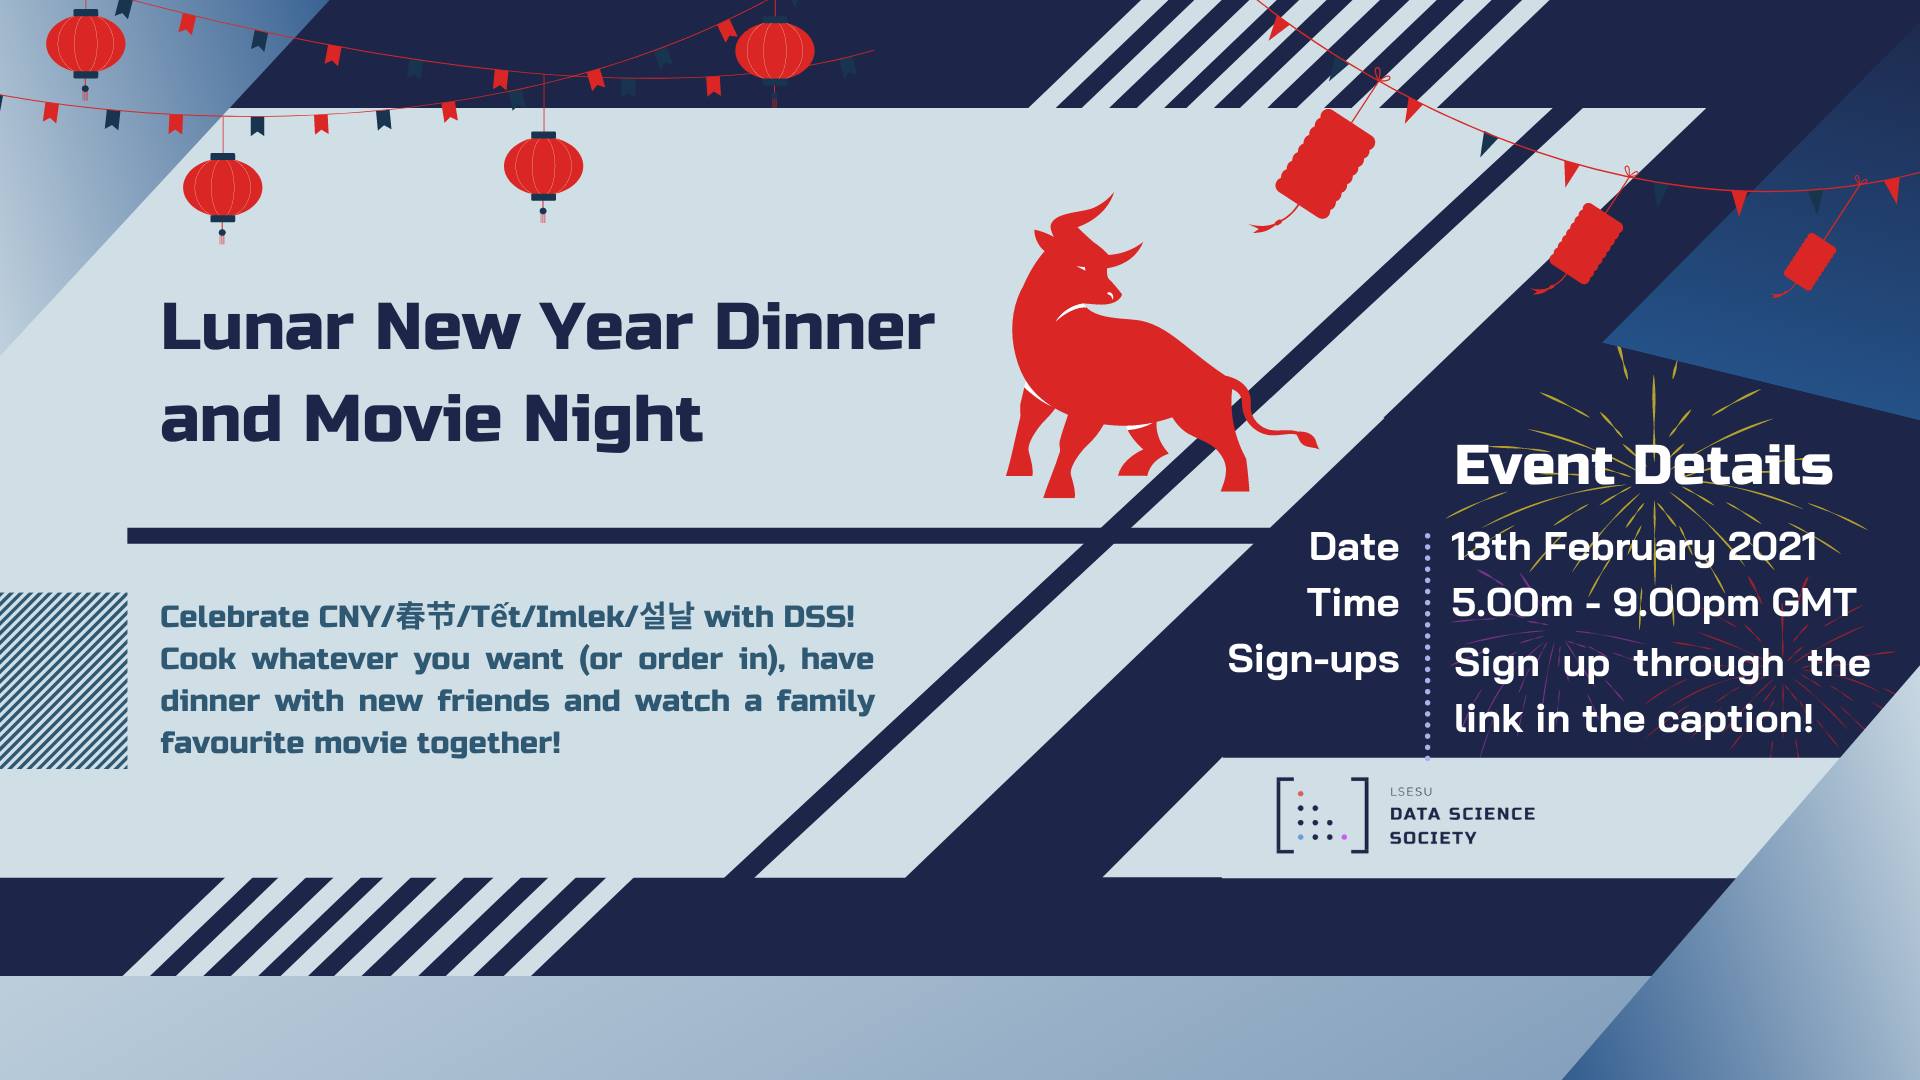 Lunar New Year Dinner
and Movie Night
Celebrate CNY/春节/Tết/Imlek/설날 with DSS!
Cook whatever you want (or order in), have
dinner with new friends and watch a family
favourite movie together!
Event Details
Date 13th February 2021
Time 5.00m - 9.00pm GMT
Sign-ups Sign up through the
link in the caption!
LSESU
DATA SCIENCE
SOCIETY